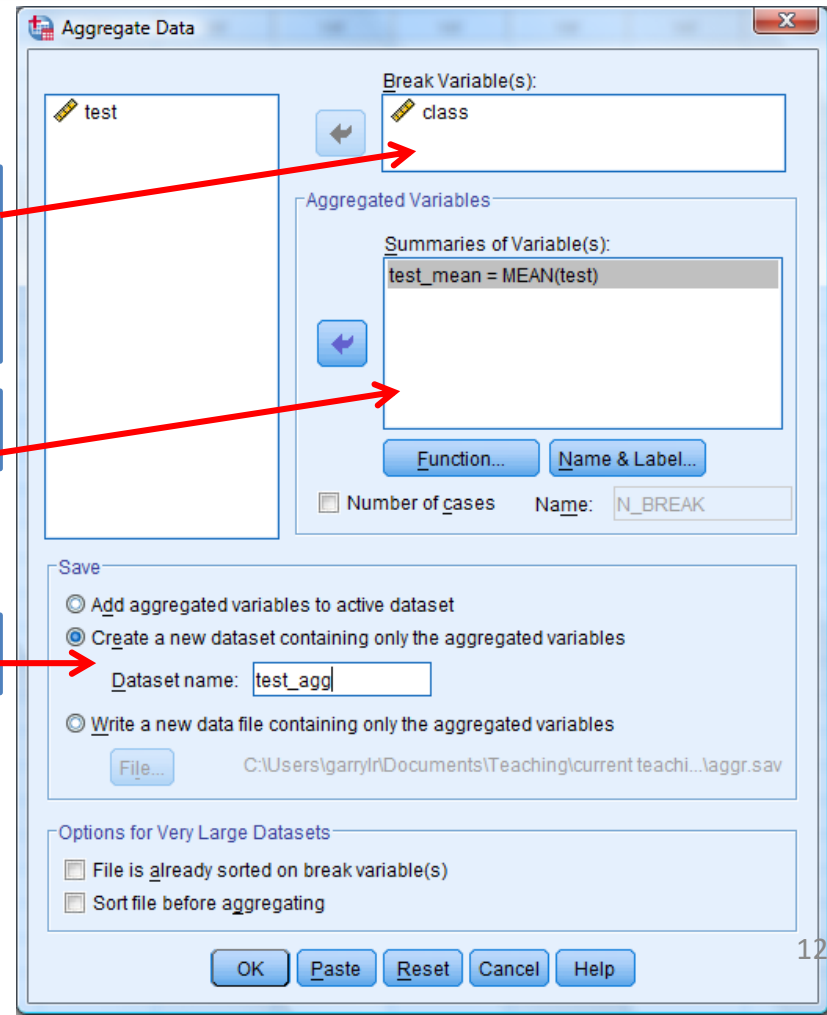 Aggregate Data
Break Variable(s):
test
class
Aggregated Variables
Summaries of Variable(s):
test_mean = MEAN(test)
Function...
Name & Label...
Number of cases
Name:
N_BREAK
Save
Add aggregated variables to active dataset
Create a new dataset containing only the aggregated variables
Dataset name:
test_agg
Write a new data file containing only the aggregated variables
File...
C:\Users\garrylr\Documents\Teaching\current teachi...\aggr.sav
Options for Very Large Datasets
File is already sorted on break variable(s)
Sort file before aggregating
OK
Paste
Reset
Cancel
Help
12